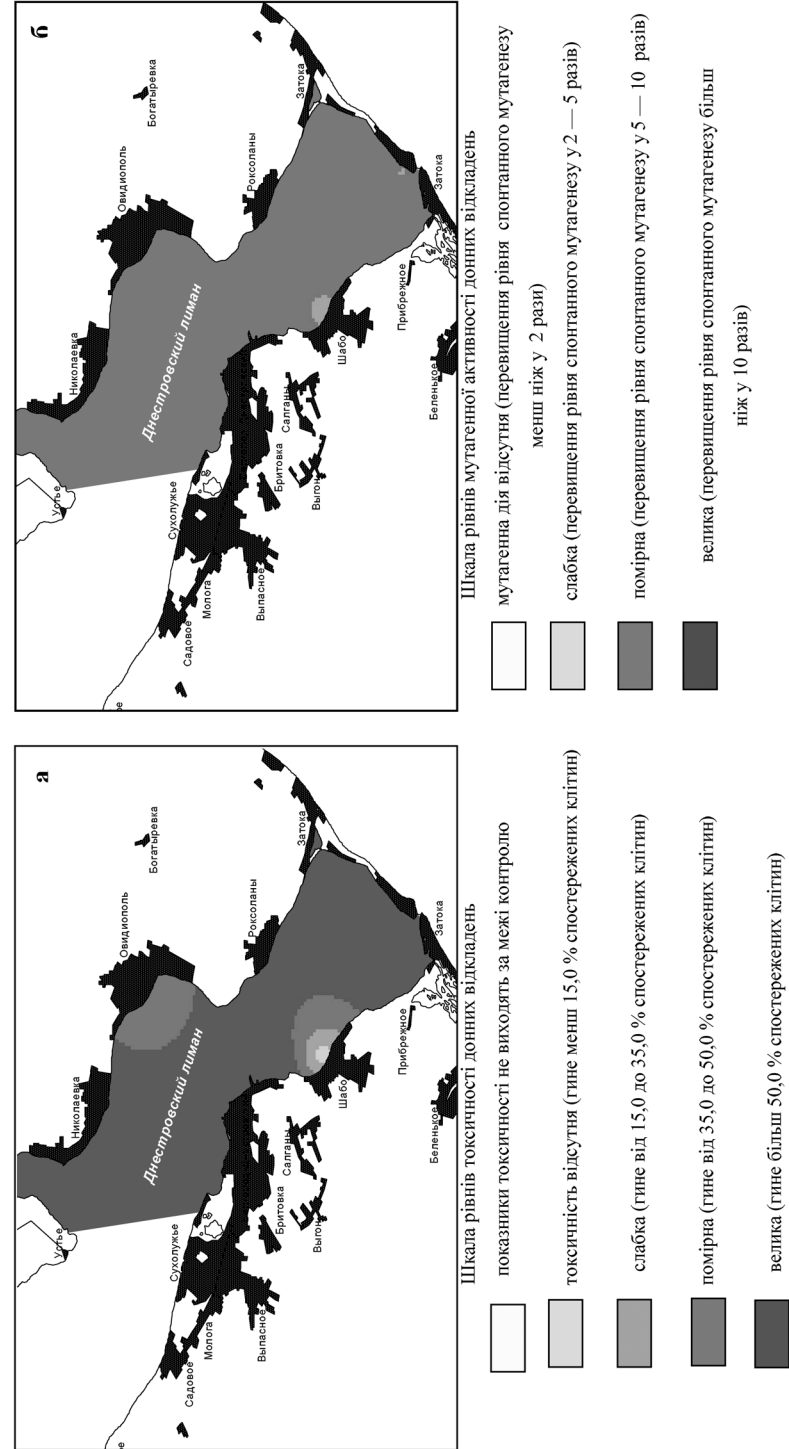 а
Богатыревка
Овидиополь
Затока
Николаевка
Роксоланы
Днестровский лиман
Затока
Устье
Шабо
Прибрежное
Сухолужье
Салганы
Беленькое
Бритовка
Выгон
Молога
Садовое
Выпасное
ое
Шкала рівнів токсичності донних відкладень
показники токсичності не виходять за межі контролю
токсичність відсутня (гине менш 15,0 % спостережених клітин)
слабка (гине від 15,0 до 35,0 % спостережених клітин)
помірна (гине від 35,0 до 50,0 % спостережених клітин)
велика (гине більш 50,0 % спостережених клітин)
б
Богатыревка
Овидиополь
Затока
Николаевка
Роксоланы
Днестровский лиман
Затока
Устье
Шабо
Прибрежное
Сухолужье
Салганы
Беленькое
Бритовка
Выгон
Молога
Садовое
Выпасное
ое
Шкала рівнів мутагенної активності донних відкладень
мутагенна дія відсутня (перевищення рівня спонтанного мутагенезу
менш ніж у 2 рази)
слабка (перевищення рівня спонтанного мутагенезу у 2 — 5 разів)
помірна (перевищення рівня спонтанного мутагенезу у 5 — 10 разів)
велика (перевищення рівня спонтанного мутагенезу більш
ніж у 10 разів)